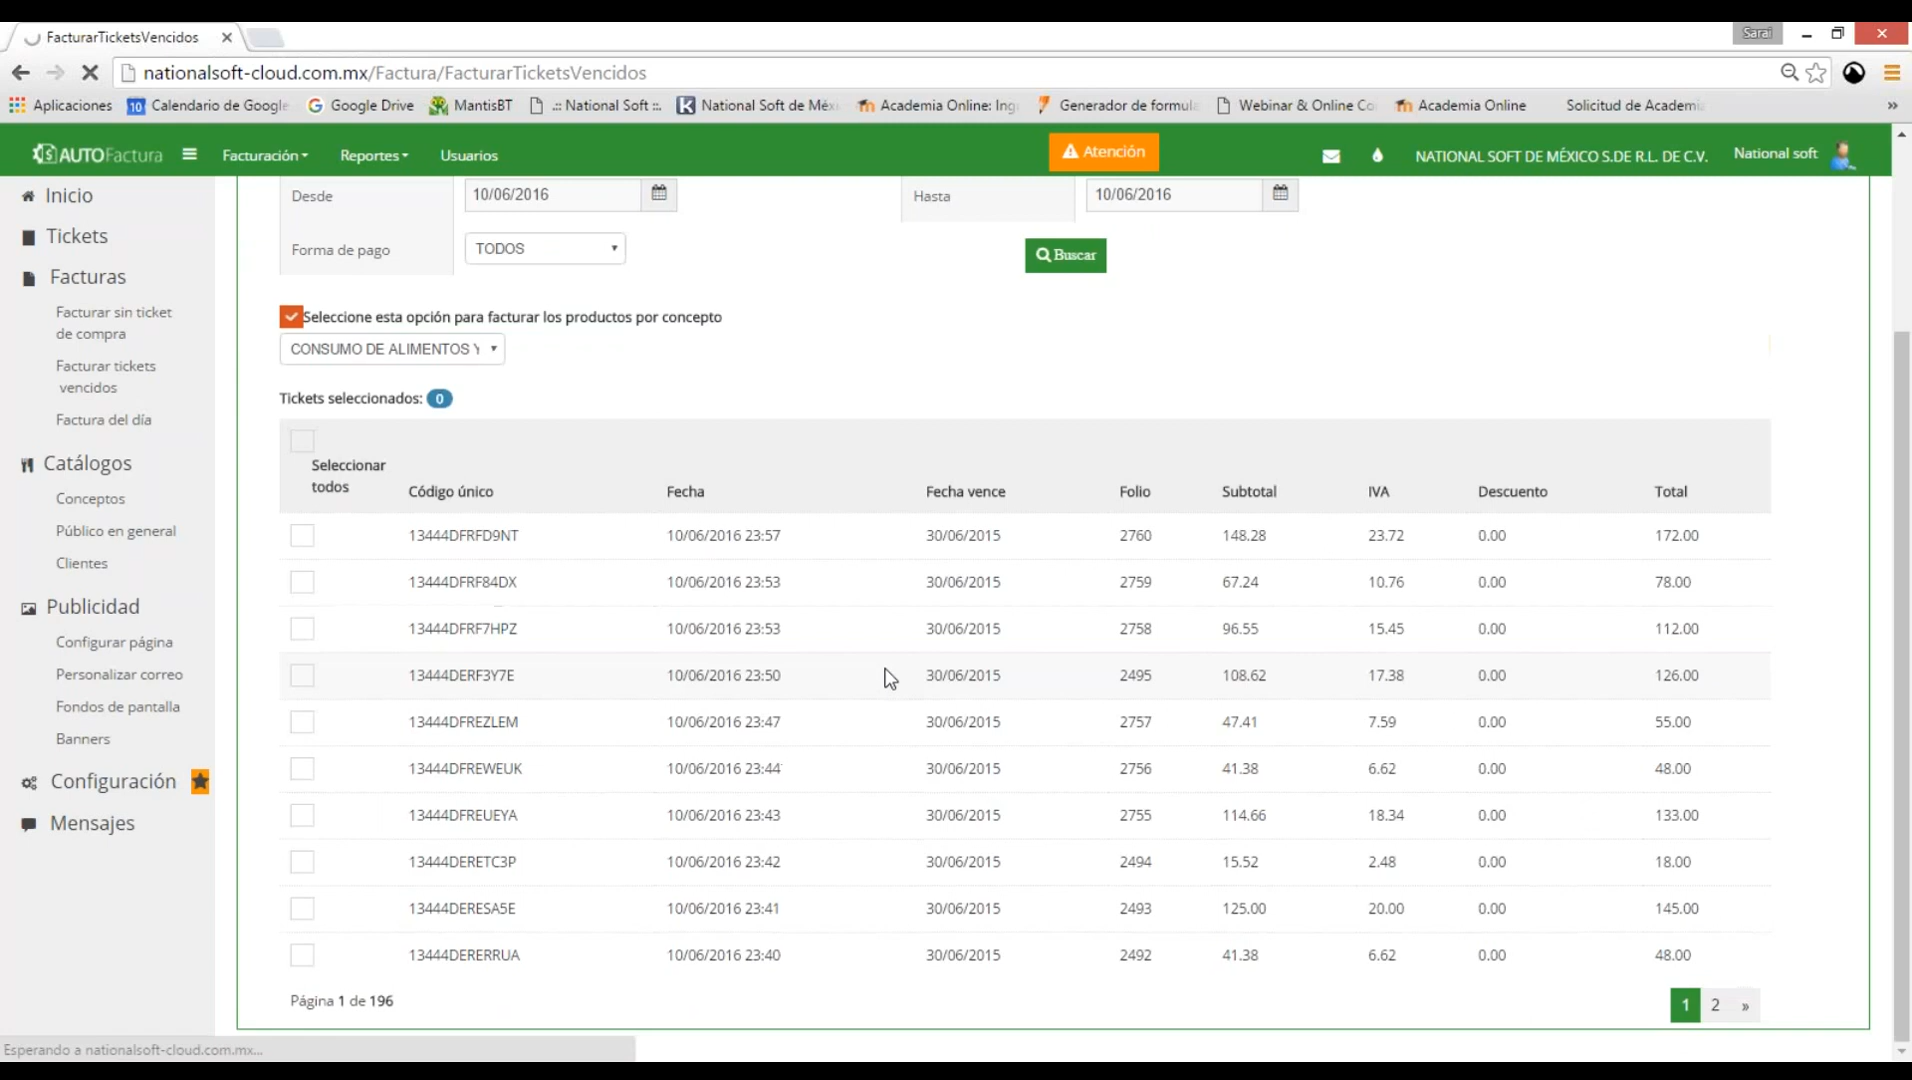 FacturarTicketsVencidos
Sarai
nationalsoft-cloud.com.mx/Factura/FacturarTicketsVencidos
Aplicaciones 10 Calendario de Google Google Drive MantisBT .:: National Soft ::. National Soft de Méxi Academia Online: Ing Generador de formula Webinar & Online Co Academia Online Solicitud de Academia »
AUTOFactura Facturación Reportes Usuarios Atención NATIONAL SOFT DE MÉXICO S.DE R.L. DE C.V. National soft
Inicio
Tickets
Facturas
Facturar sin ticket
de compra
Facturar tickets
vencidos
Factura del día
Catálogos
Conceptos
Público en general
Clientes
Publicidad
Configurar página
Personalizar correo
Fondos de pantalla
Banners
Configuración
Mensajes
Desde 10/06/2016 Hasta 10/06/2016
Forma de pago TODOS Buscar
Seleccione esta opción para facturar los productos por concepto
CONSUMO DE ALIMENTOS Y
Tickets seleccionados: 0
Seleccionar
todos Código único Fecha Fecha vence Folio Subtotal IVA Descuento Total
13444DFRFD9NT 10/06/2016 23:57 30/06/2015 2760 148.28 23.72 0.00 172.00
13444DFRF84DX 10/06/2016 23:53 30/06/2015 2759 67.24 10.76 0.00 78.00
13444DFRF7HPZ 10/06/2016 23:53 30/06/2015 2758 96.55 15.45 0.00 112.00
13444DERF3Y7E 10/06/2016 23:50 30/06/2015 2495 108.62 17.38 0.00 126.00
13444DFREZLEM 10/06/2016 23:47 30/06/2015 2757 47.41 7.59 0.00 55.00
13444DFREWEUK 10/06/2016 23:44 30/06/2015 2756 41.38 6.62 0.00 48.00
13444DFREUEYA 10/06/2016 23:43 30/06/2015 2755 114.66 18.34 0.00 133.00
13444DERETC3P 10/06/2016 23:42 30/06/2015 2494 15.52 2.48 0.00 18.00
13444DERESA5E 10/06/2016 23:41 30/06/2015 2493 125.00 20.00 0.00 145.00
13444DERERRUA 10/06/2016 23:40 30/06/2015 2492 41.38 6.62 0.00 48.00
Página 1 de 196 1 2 »
Esperando a nationalsoft-cloud.com.mx...